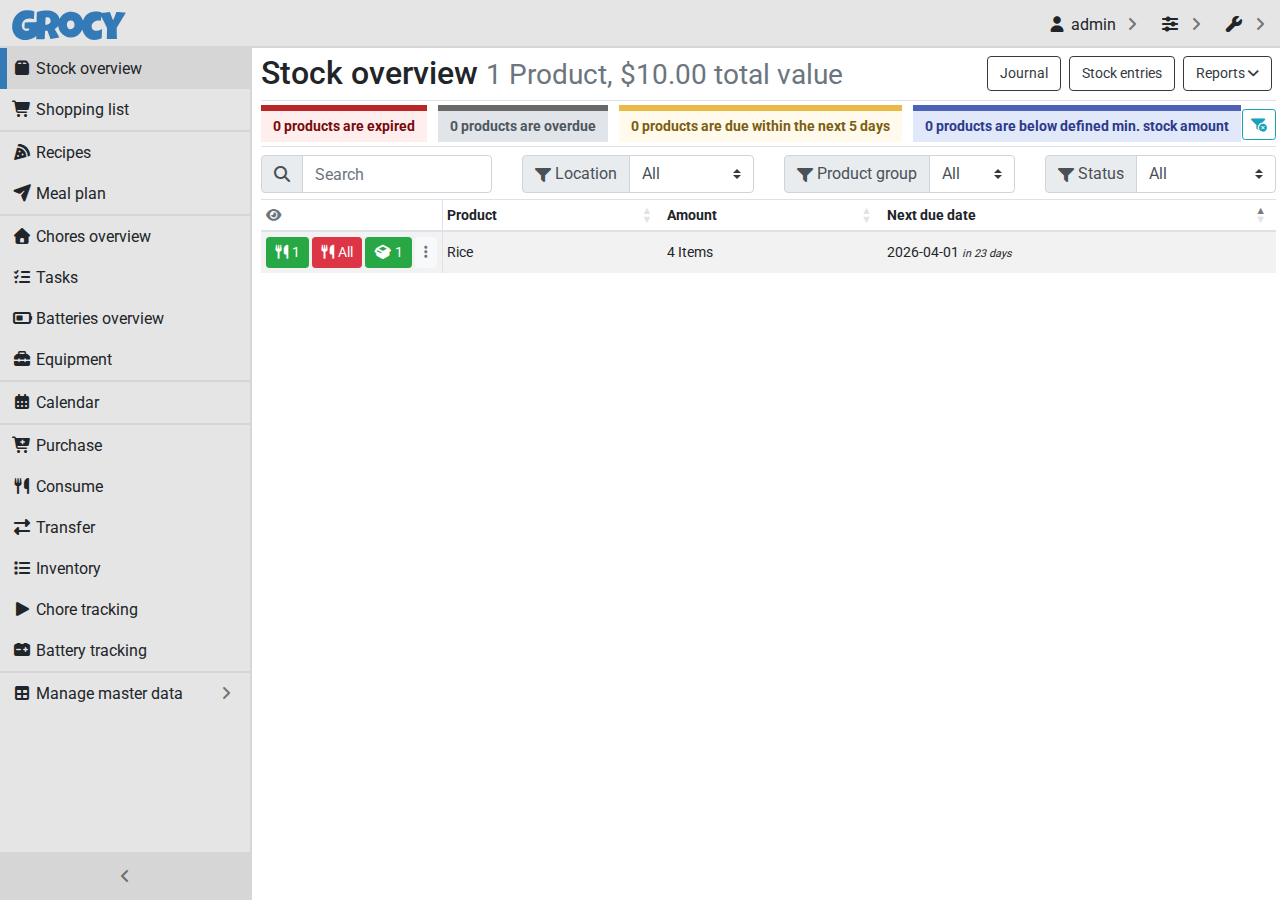 GROCY
admin
Stock overview
Shopping list
Recipes
Meal plan
Chores overview
Tasks
Batteries overview
Equipment
Calendar
Purchase
Consume
Transfer
Inventory
Chore tracking
Battery tracking
Manage master data
Stock overview 1 Product, $10.00 total value
Journal
Stock entries
Reports
0 products are expired
0 products are overdue
0 products are due within the next 5 days
0 products are below defined min. stock amount
Search
Location All
Product group All
Status All
Product Amount Next due date
1 All 1 Rice 4 Items 2026-04-01 in 23 days